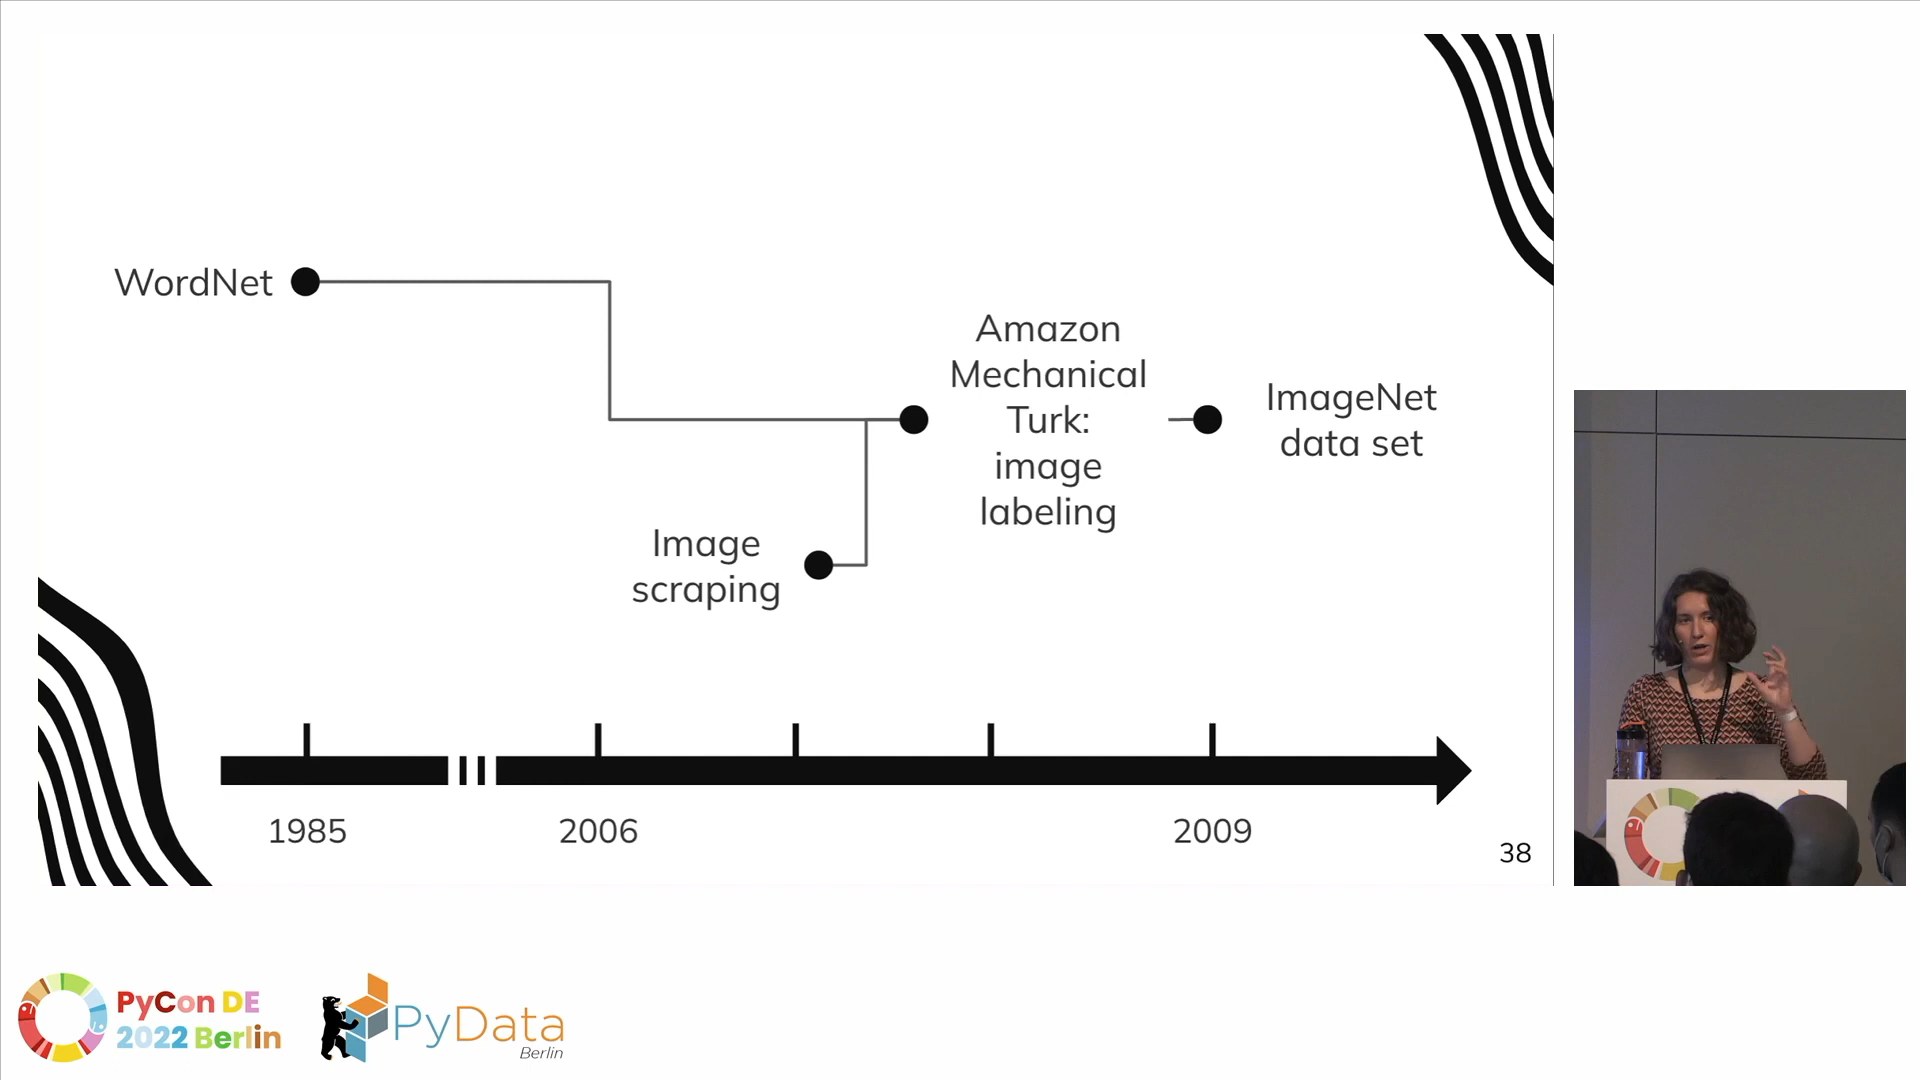 WordNet
Amazon
Mechanical
Turk:
image
labeling
ImageNet
data set
Image
scraping
1985
2006
2009
38
PyCon DE
2022 Berlin
PyData
Berlin